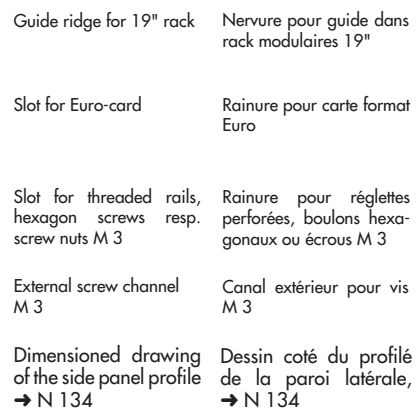 Guide ridge for 19" rack
Nervure pour guide dans
rack modulaires 19"
Slot for Euro-card
Rainure pour carte format
Euro
Slot for threaded rails,
hexagon screws resp.
screw nuts M 3
Rainure pour réglettes
perforées, boulons hexa-
gonaux ou écrous M 3
External screw channel
M 3
Canal extérieur pour vis
M 3
Dimensioned drawing
of the side panel profile
➔ N 134
Dessin coté du profilé
de la paroi latérale,
➔ N 134